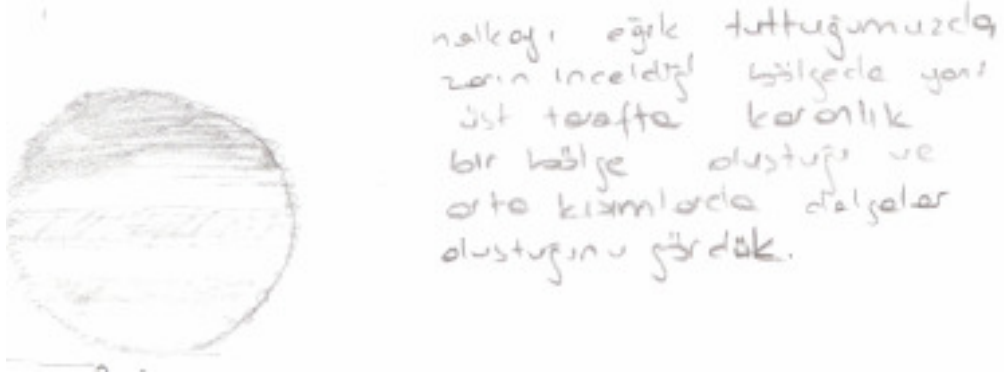 halkayı eğik tuttuğumuzda
zarın inceldiği bölgede yani
üst tarafta karanlık
bir bölge oluştuğu ve
orta kısımlarda dalgalar
oluştuğunu gördük.